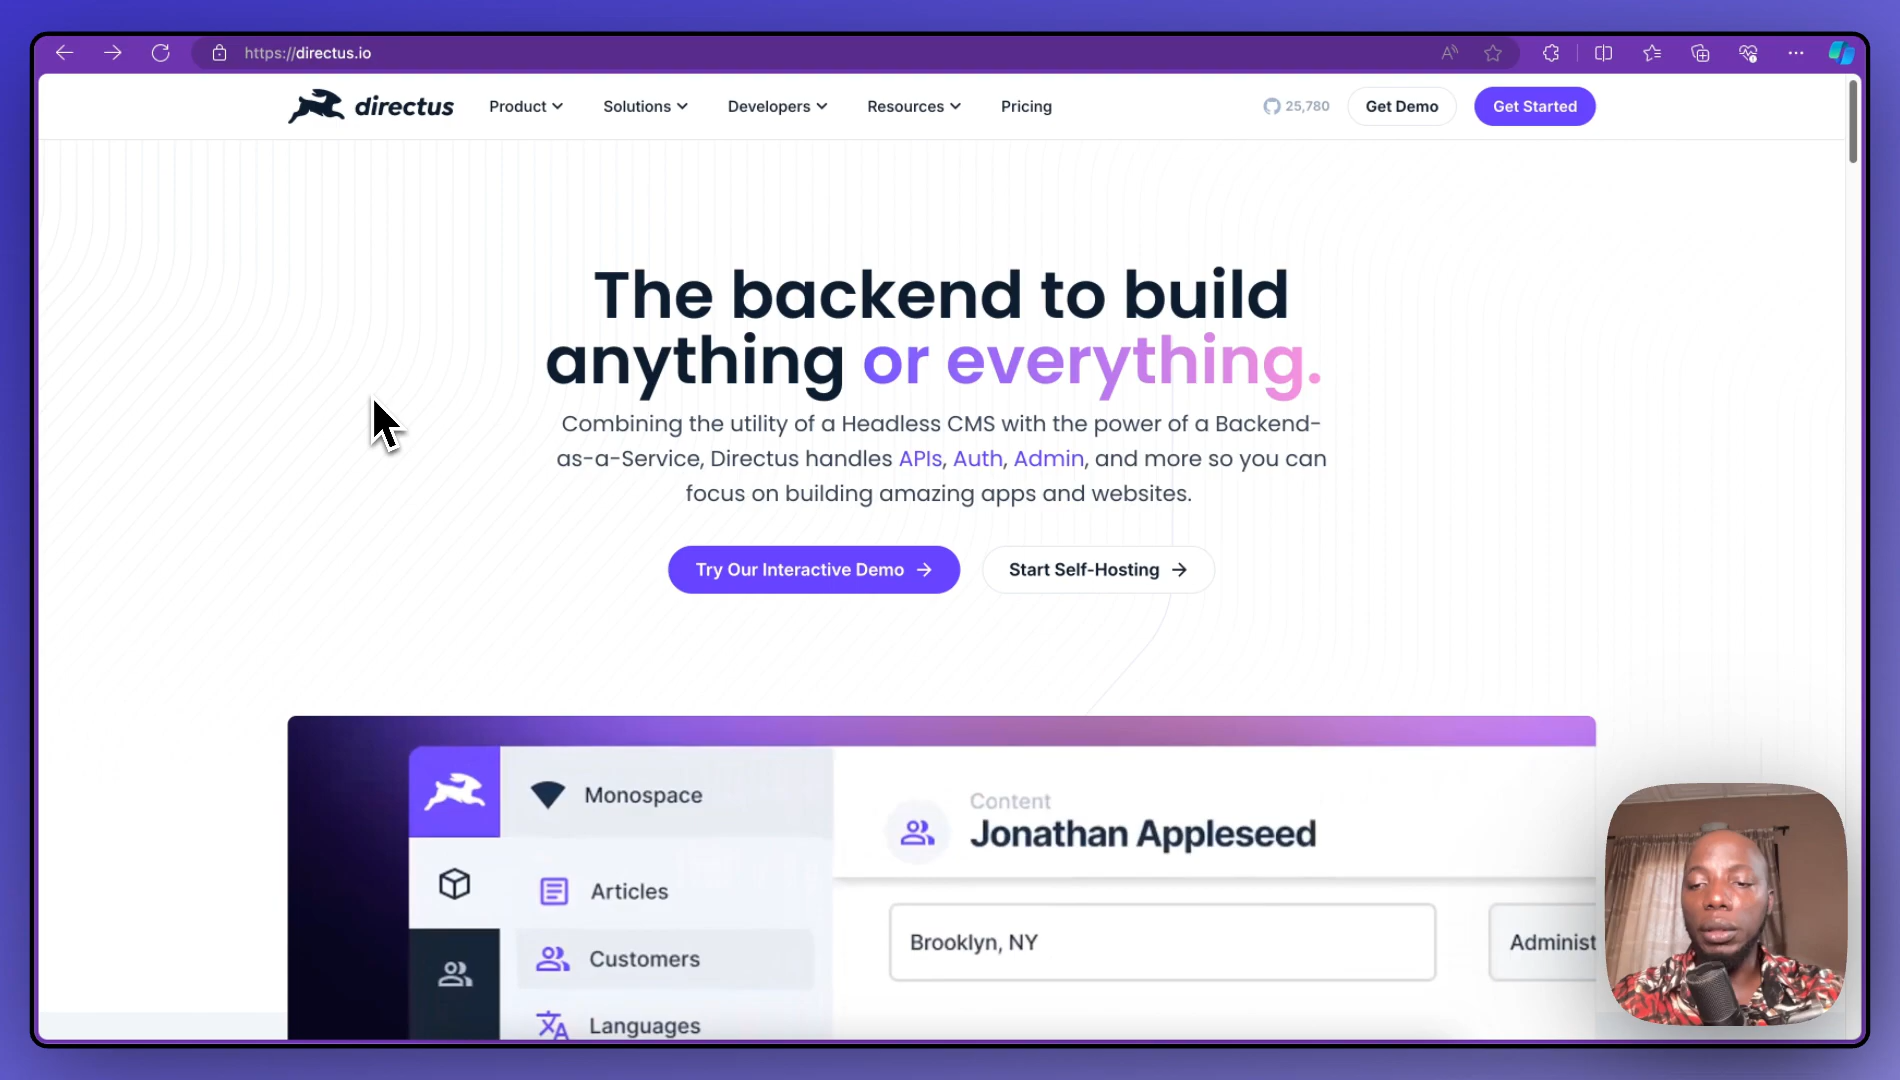 https://directus.io
directus
Product
Solutions
Developers
Resources
Pricing
25,780
Get Demo
Get Started
The backend to build
anything or everything.
Combining the utility of a Headless CMS with the power of a Backend-
as-a-Service, Directus handles APIs, Auth, Admin, and more so you can
focus on building amazing apps and websites.
Try Our Interactive Demo →
Start Self-Hosting →
Monospace
Content
Jonathan Appleseed
Articles
Brooklyn, NY
Administ
Customers
Languages